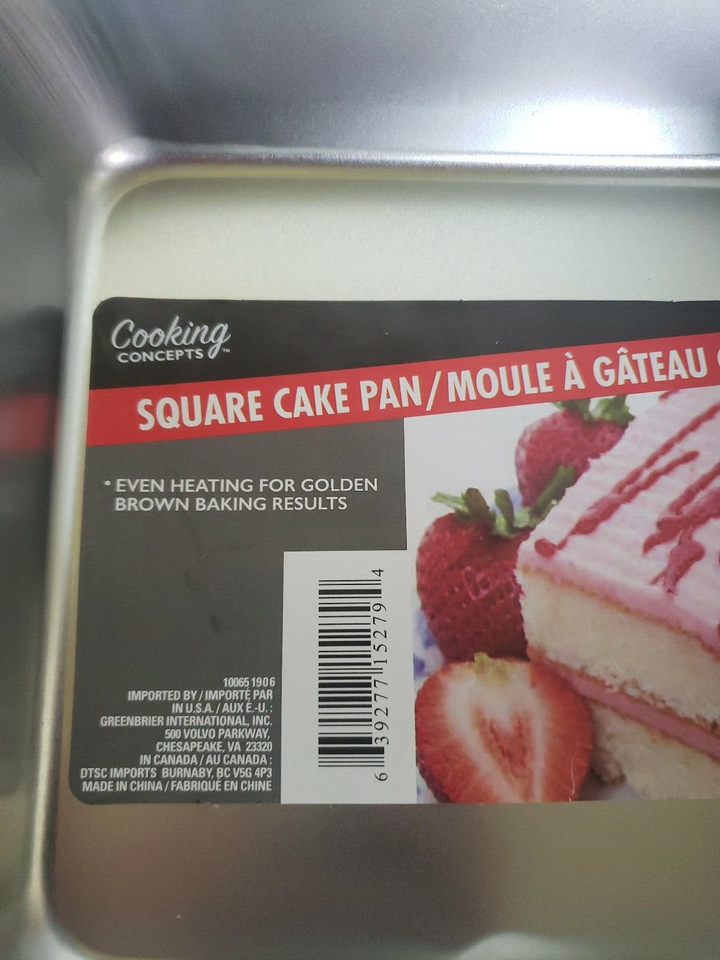 Cooking
CONCEPTS™
SQUARE CAKE PAN/MOULE À GÂTEAU
• EVEN HEATING FOR GOLDEN
BROWN BAKING RESULTS
10065 1906
IMPORTED BY / IMPORTÉ PAR
IN U.S.A. / AUX É.-U. :
GREENBRIER INTERNATIONAL, INC.
500 VOLVO PARKWAY,
CHESAPEAKE, VA 23320
IN CANADA / AU CANADA :
DTSC IMPORTS BURNABY, BC V5G 4P3
MADE IN CHINA / FABRIQUÉ EN CHINE
6 39277 15279 4